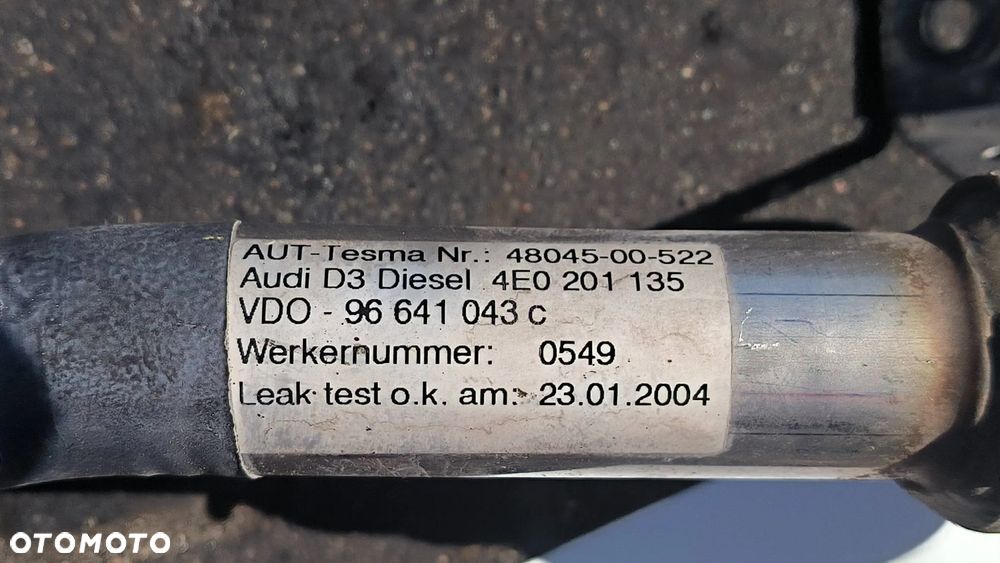 AUT-Tesma Nr.: 48045-00-522
Audi D3 Diesel 4E0 201 135
VDO - 96 641 043 c
Werkernummer: 0549
Leak test o.k. am: 23.01.2004
OTOMOTO